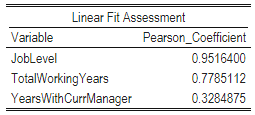 Linear Fit Assessment
Variable Pearson_Coefficient
JobLevel 0.9516400
TotalWorkingYears 0.7785112
YearsWithCurrManager 0.3284875